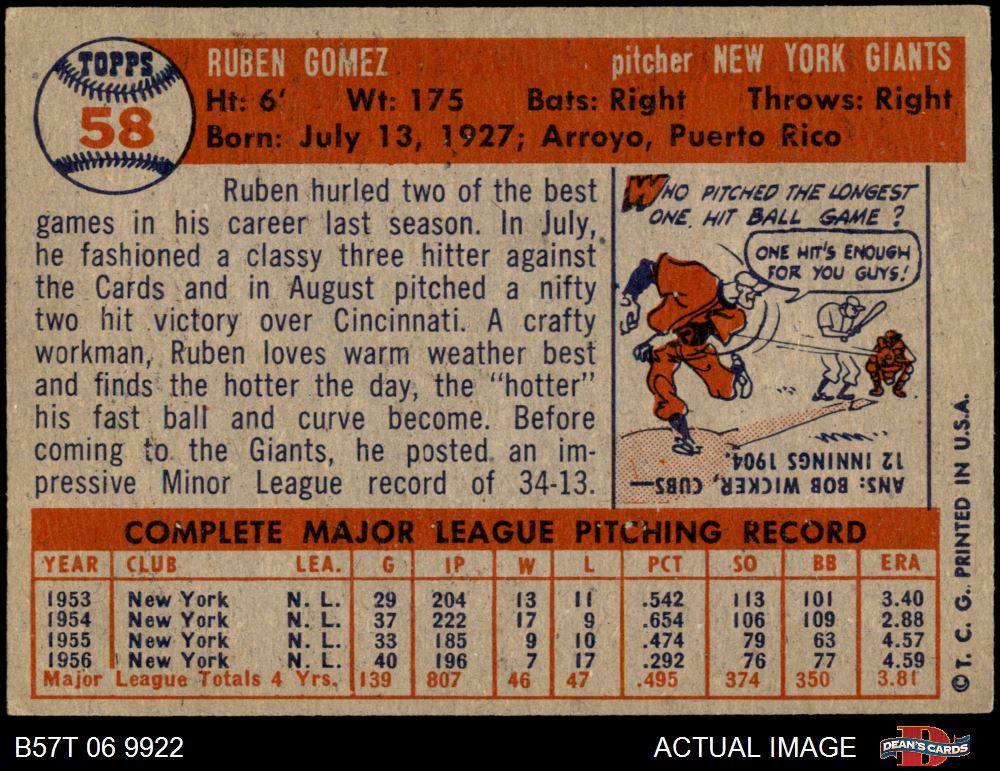 TOPPS
58
RUBEN GOMEZ pitcher NEW YORK GIANTS
Ht: 6' Wt: 175 Bats: Right Throws: Right
Born: July 13, 1927; Arroyo, Puerto Rico
Ruben hurled two of the best
games in his career last season. In July,
he fashioned a classy three hitter against
the Cards and in August pitched a nifty
two hit victory over Cincinnati. A crafty
workman, Ruben loves warm weather best
and finds the hotter the day, the "hotter"
his fast ball and curve become. Before
coming to the Giants, he posted an im-
pressive Minor League record of 34-13.
WHO PITCHED THE LONGEST
ONE HIT BALL GAME?
ONE HIT'S ENOUGH
FOR YOU GUYS!
ANS: BOB WICKER, CUBS—
12 INNINGS 1904.
COMPLETE MAJOR LEAGUE PITCHING RECORD
YEAR CLUB LEA. G IP W L PCT SO BB ERA
1953 New York N. L. 29 204 13 11 .542 113 101 3.40
1954 New York N. L. 37 222 17 9 .654 106 109 2.88
1955 New York N. L. 33 185 9 10 .474 79 63 4.57
1956 New York N. L. 40 196 7 17 .292 76 77 4.59
Major League Totals 4 Yrs. 139 807 46 47 .495 374 350 3.81
© T. C. G. PRINTED IN U.S.A.
B57T 06 9922 ACTUAL IMAGE
DEAN'S CARDS